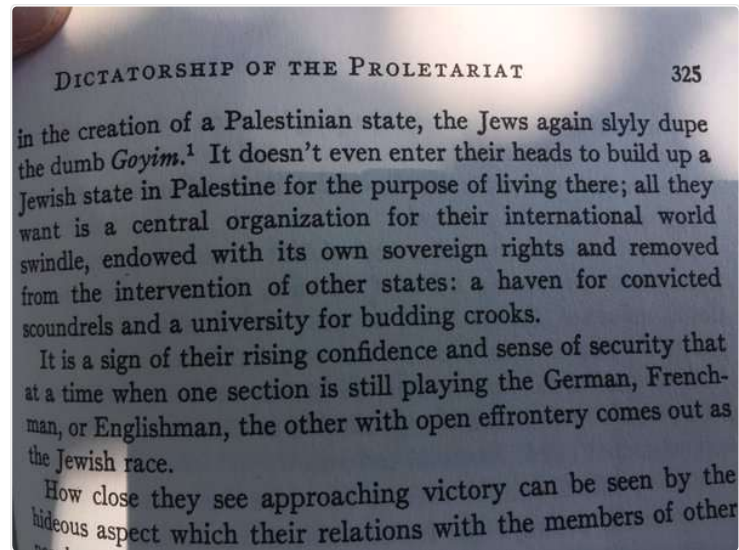 DICTATORSHIP OF THE PROLETARIAT 325
in the creation of a Palestinian state, the Jews again slyly dupe
the dumb Goyim.¹ It doesn't even enter their heads to build up a
Jewish state in Palestine for the purpose of living there; all they
want is a central organization for their international world
swindle, endowed with its own sovereign rights and removed
from the intervention of other states: a haven for convicted
scoundrels and a university for budding crooks.
It is a sign of their rising confidence and sense of security that
at a time when one section is still playing the German, French-
man, or Englishman, the other with open effrontery comes out as
the Jewish race.
How close they see approaching victory can be seen by the
hideous aspect which their relations with the members of other